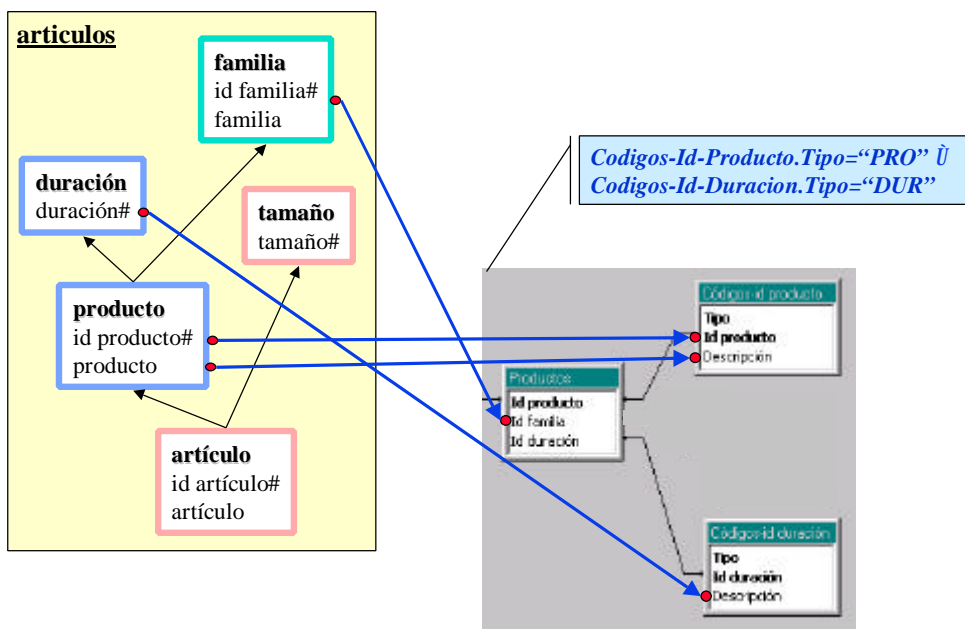 articulos
familia
id familia#
familia
duración
duración#
tamaño
tamaño#
producto
id producto#
producto
artículo
id artículo#
artículo
Codigos-Id-Producto.Tipo=“PRO” Ù
Codigos-Id-Duracion.Tipo=“DUR”
Códigos-id producto
Tipo
Id producto
Descripción
Productos
Id producto
Id familia
Id duración
Códigos-id duración
Tipo
Id duración
Descripción